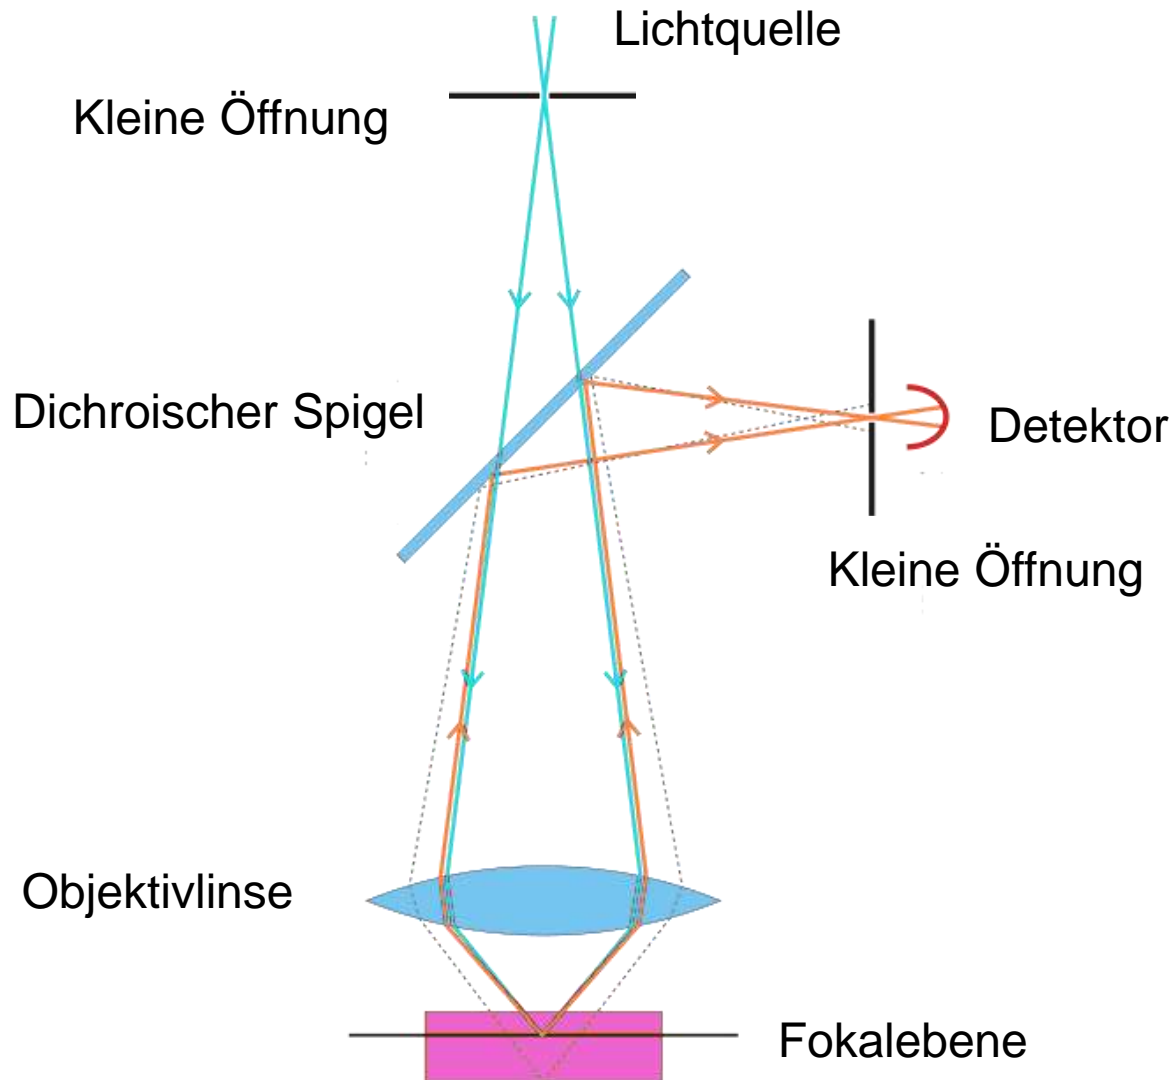 Lichtquelle
Kleine Öffnung
Dichroischer Spigel
Detektor
Kleine Öffnung
Objektivlinse
Fokalebene